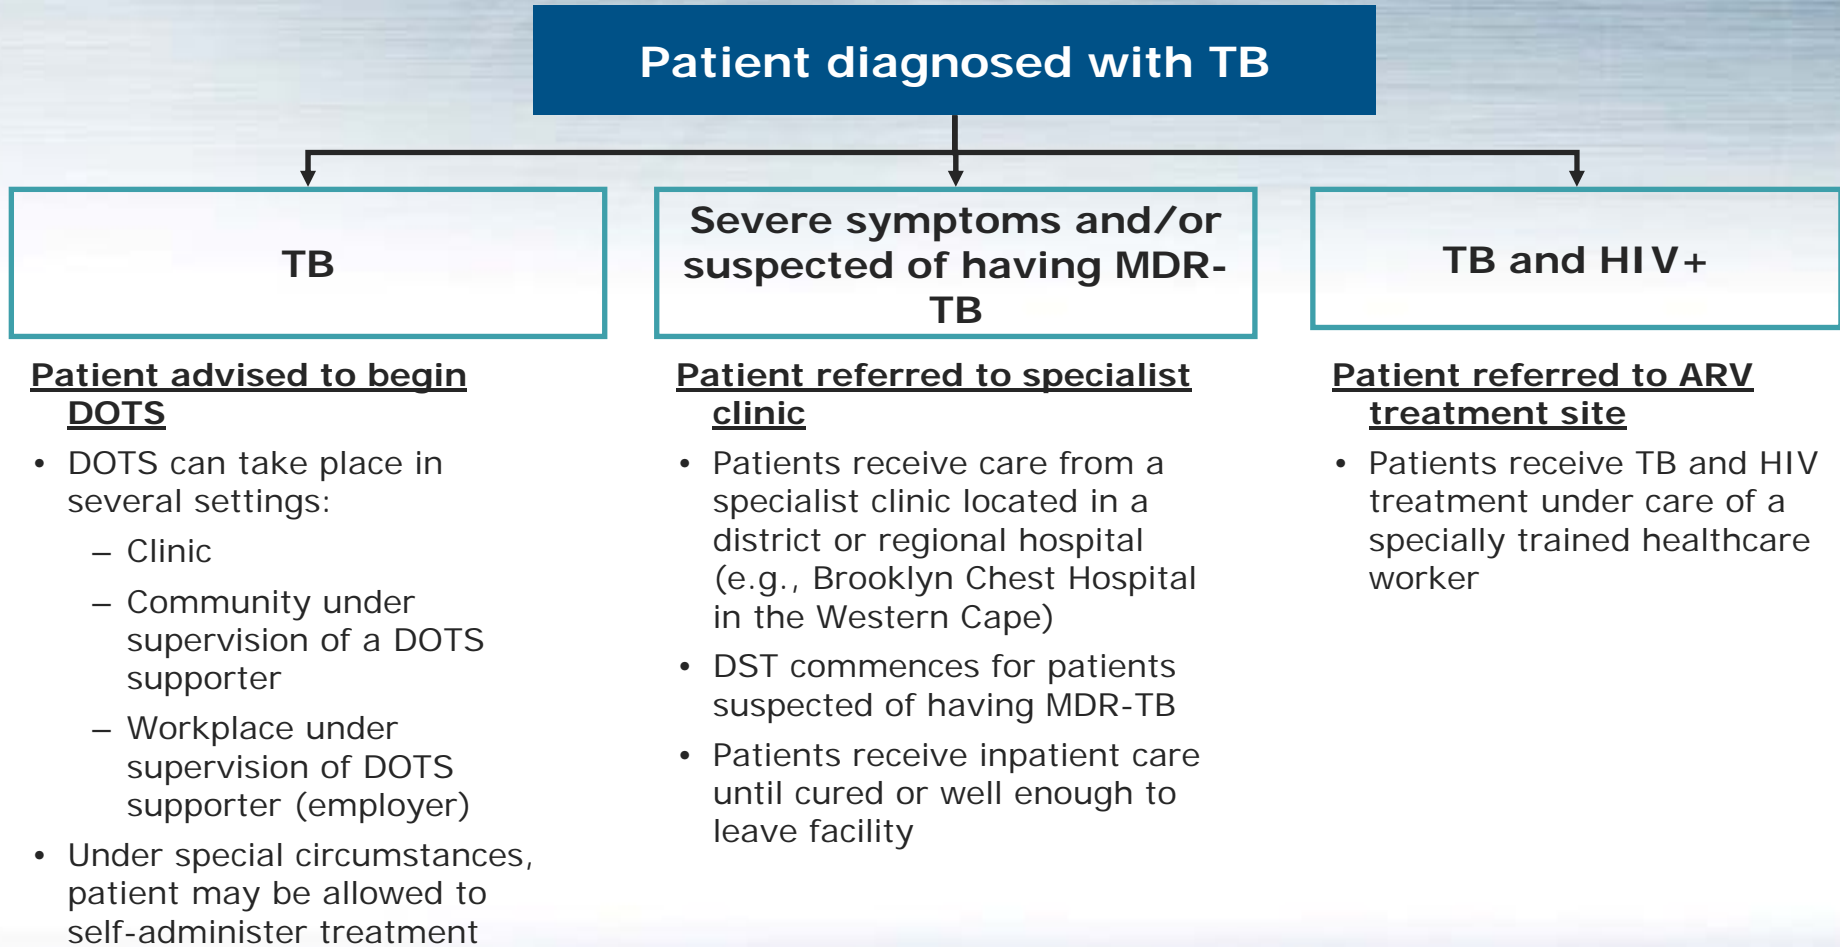 Patient diagnosed with TB
TB
Patient advised to begin
DOTS
• DOTS can take place in
several settings:
– Clinic
– Community under
supervision of a DOTS
supporter
– Workplace under
supervision of DOTS
supporter (employer)
• Under special circumstances,
patient may be allowed to
self-administer treatment
Severe symptoms and/or
suspected of having MDR-
TB
Patient referred to specialist
clinic
• Patients receive care from a
specialist clinic located in a
district or regional hospital
(e.g., Brooklyn Chest Hospital
in the Western Cape)
• DST commences for patients
suspected of having MDR-TB
• Patients receive inpatient care
until cured or well enough to
leave facility
TB and HIV+
Patient referred to ARV
treatment site
• Patients receive TB and HIV
treatment under care of a
specially trained healthcare
worker